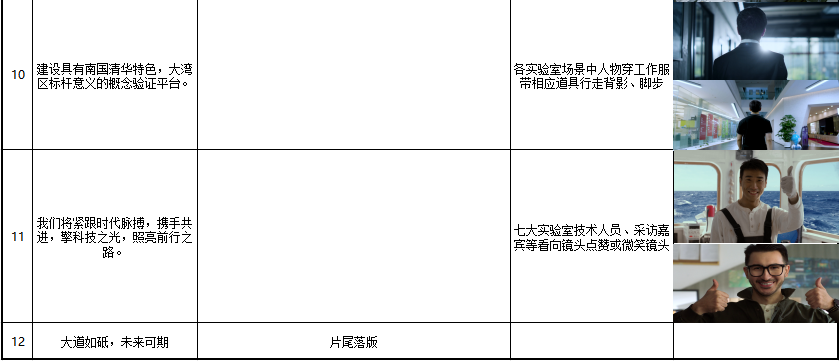 10
建设具有南国清华特色，大湾
区标杆意义的概念验证平台。
各实验室场景中人物穿工作服
带相应道具行走背影、脚步
11
我们将紧跟时代脉搏，携手共
进，擎科技之光，照亮前行之
路。
七大实验室技术人员、采访嘉
宾等看向镜头点赞或微笑镜头
12
大道如砥，未来可期
片尾落版